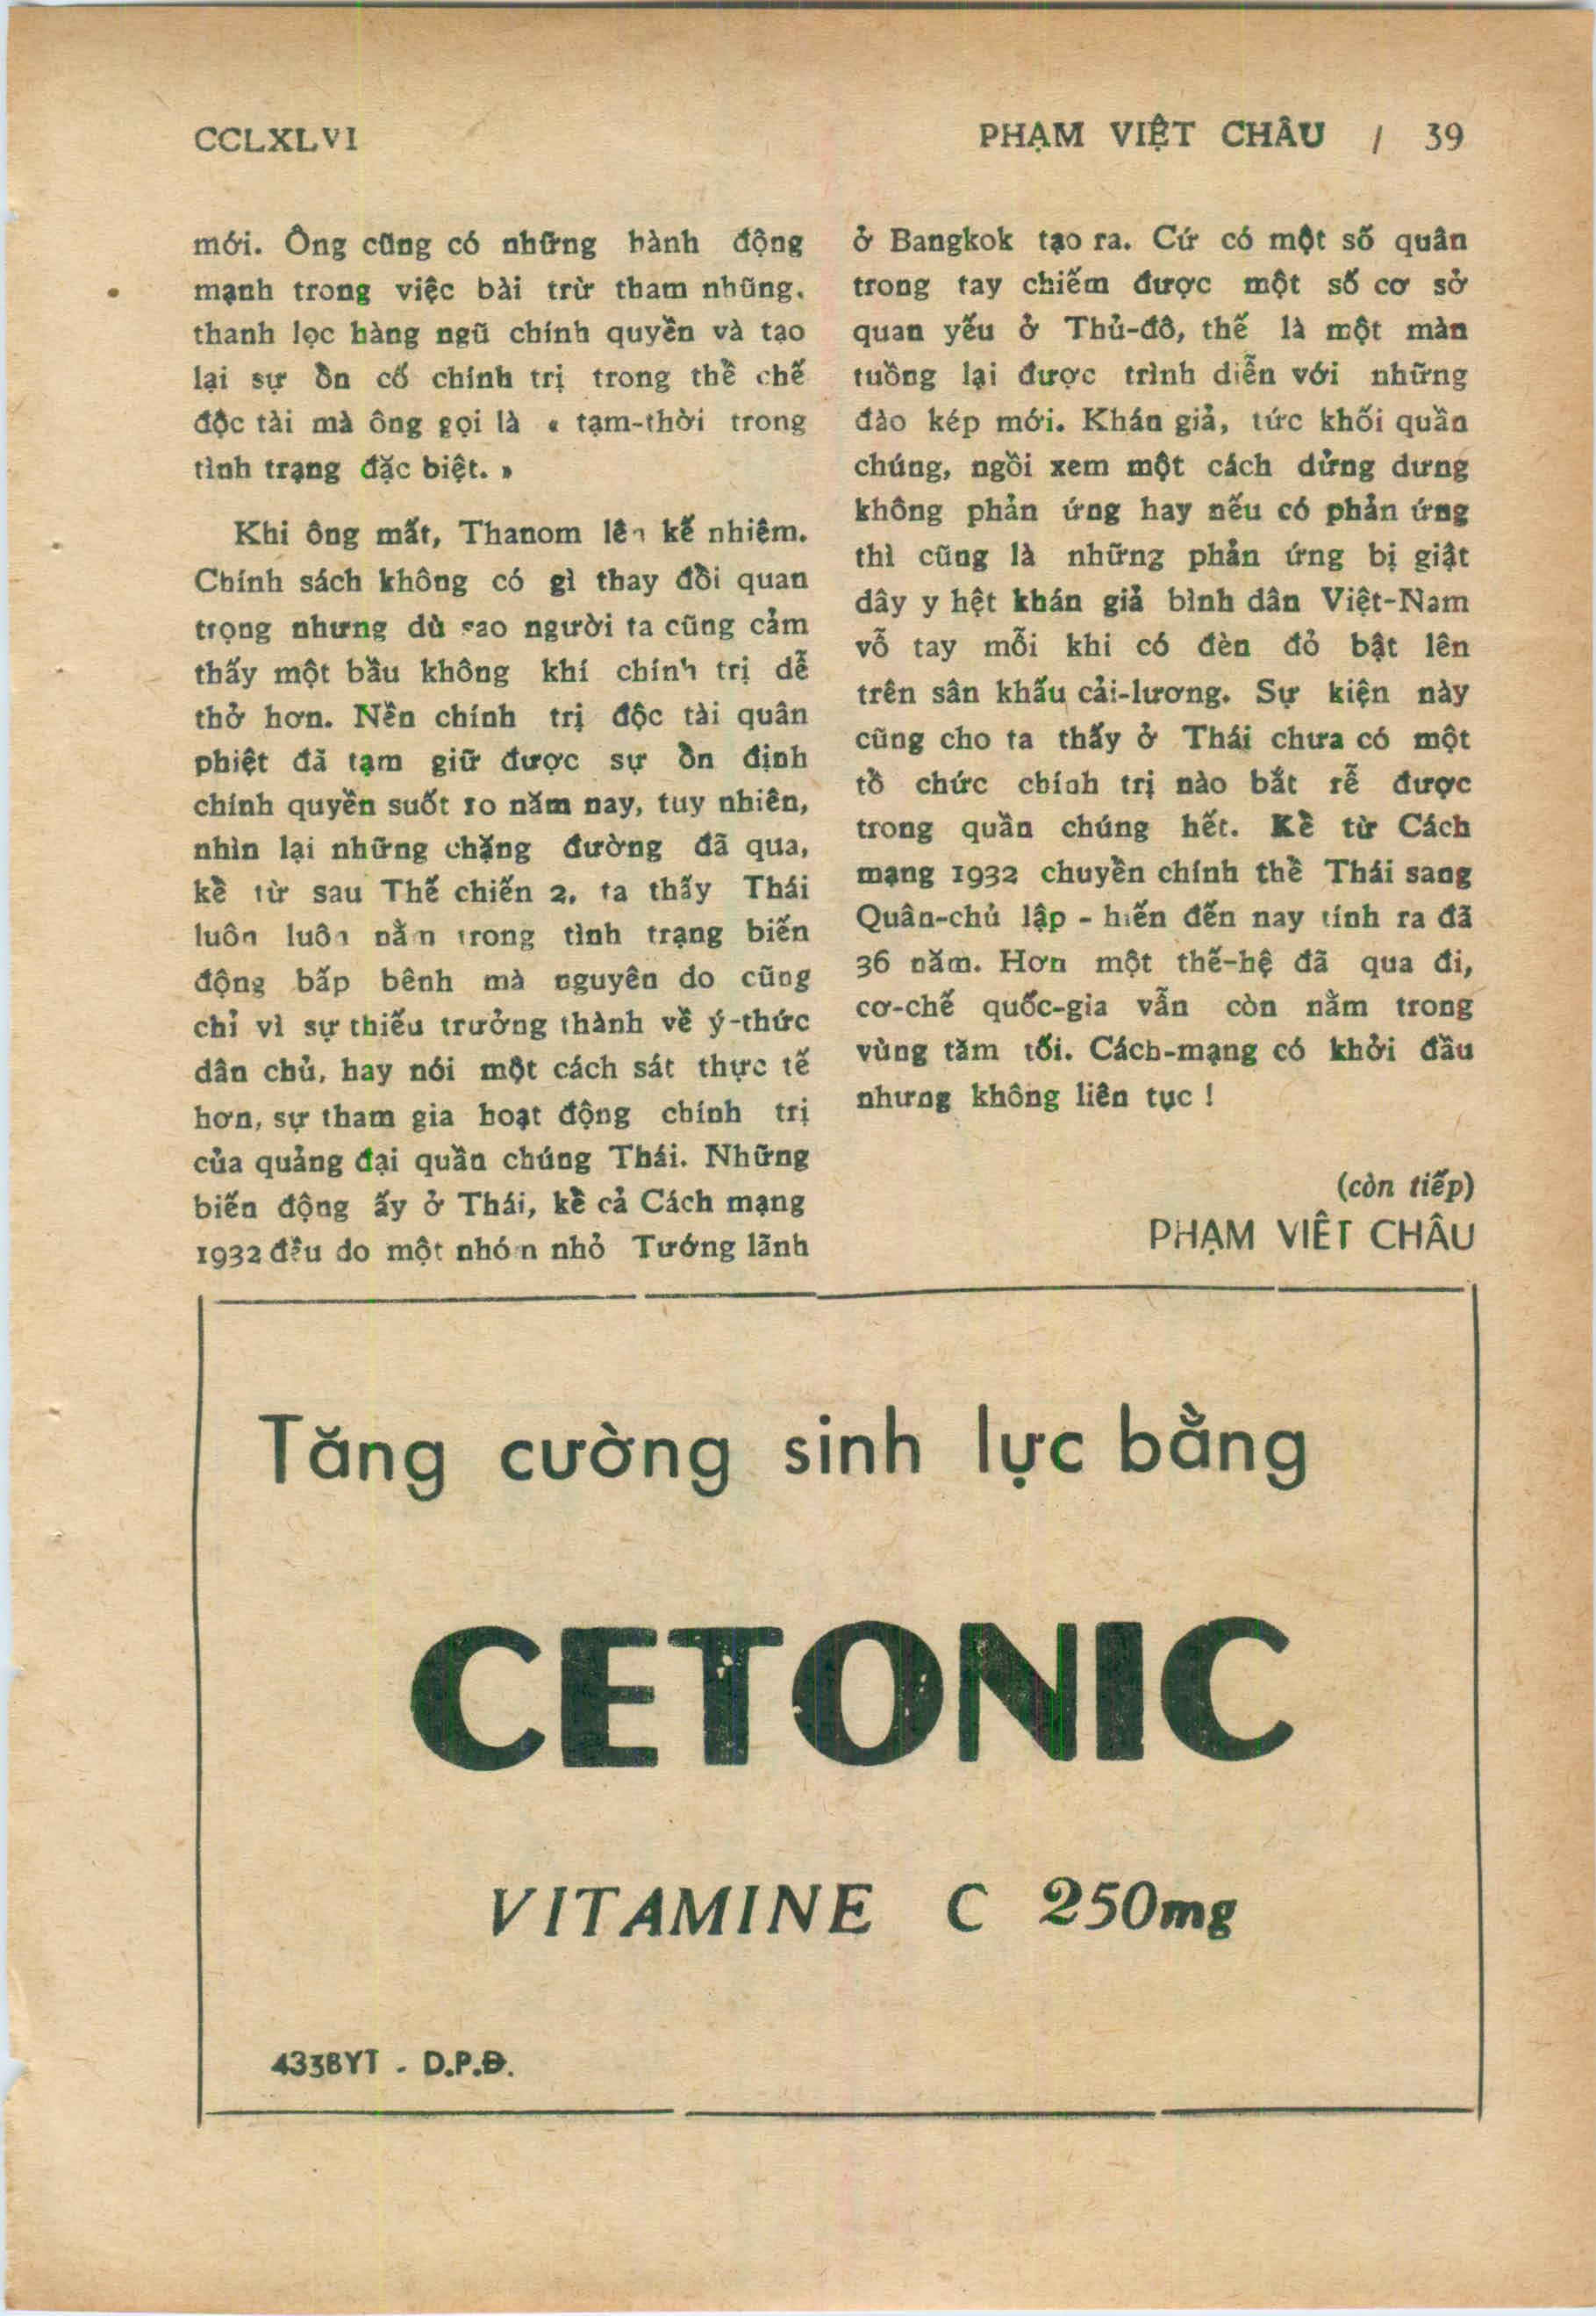 CCLXLVI
PHẠM VIỆT CHÂU / 39
mới. Ông cũng có những hành động
mạnh trong việc bài trừ tham nhũng,
thanh lọc hàng ngũ chính quyền và tạo
lại sự ổn cố chính trị trong thể chế
độc tài mà ông gọi là « tạm-thời trong
tình trạng đặc biệt. »
Khi ông mất, Thanom lên kế nhiệm.
Chính sách không có gì thay đổi quan
trọng nhưng dù sao người ta cũng cảm
thấy một bầu không khí chính trị dễ
thở hơn. Nền chính trị độc tài quân
phiệt đã tạm giữ được sự ổn định
chính quyền suốt 10 năm nay, tuy nhiên,
nhìn lại những chặng đường đã qua,
kể từ sau Thế chiến 2, ta thấy Thái
luôn luôn nằm trong tình trạng biến
động bấp bênh mà nguyên do cũng
chỉ vì sự thiếu trưởng thành về ý-thức
dân chủ, hay nói một cách sát thực tế
hơn, sự tham gia hoạt động chính trị
của quảng đại quần chúng Thái. Những
biến động ấy ở Thái, kể cả Cách mạng
1932 đều do một nhóm nhỏ Tướng lãnh
ở Bangkok tạo ra. Cứ có một số quân
trong tay chiếm được một số cơ sở
quan yếu ở Thủ-đô, thế là một màn
tuồng lại được trình diễn với những
đào kép mới. Khán giả, tức khối quần
chúng, ngồi xem một cách dửng dưng
không phản ứng hay nếu có phản ứng
thì cũng là những phản ứng bị giật
dây y hệt khán giả bình dân Việt-Nam
vỗ tay mỗi khi có đèn đỏ bật lên
trên sân khấu cải-lương. Sự kiện này
cũng cho ta thấy ở Thái chưa có một
tổ chức chính trị nào bắt rễ được
trong quần chúng hết. Kể từ Cách
mạng 1932 chuyển chính thể Thái sang
Quân-chủ lập - hiến đến nay tính ra đã
36 năm. Hơn một thế-hệ đã qua đi,
cơ-chế quốc-gia vẫn còn nằm trong
vùng tăm tối. Cách-mạng có khởi đầu
nhưng không liên tục !
(còn tiếp)
PHẠM VIÊT CHÂU
Tăng cường sinh lực bằng
CETONIC
VITAMINE C 250mg
4338YT - D.P.Đ.